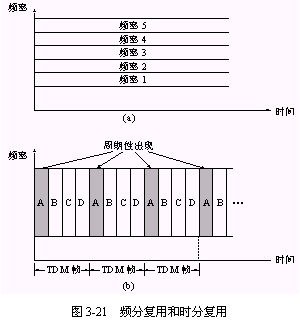 频率
频率 5
频率 4
频率 3
频率 2
频率 1
时间
(a)
频率
周期性出现
A B C D A B C D A B C D A B …
时间
TDM 帧 TDM 帧 TDM 帧
(b)
图 3-21 频分复用和时分复用